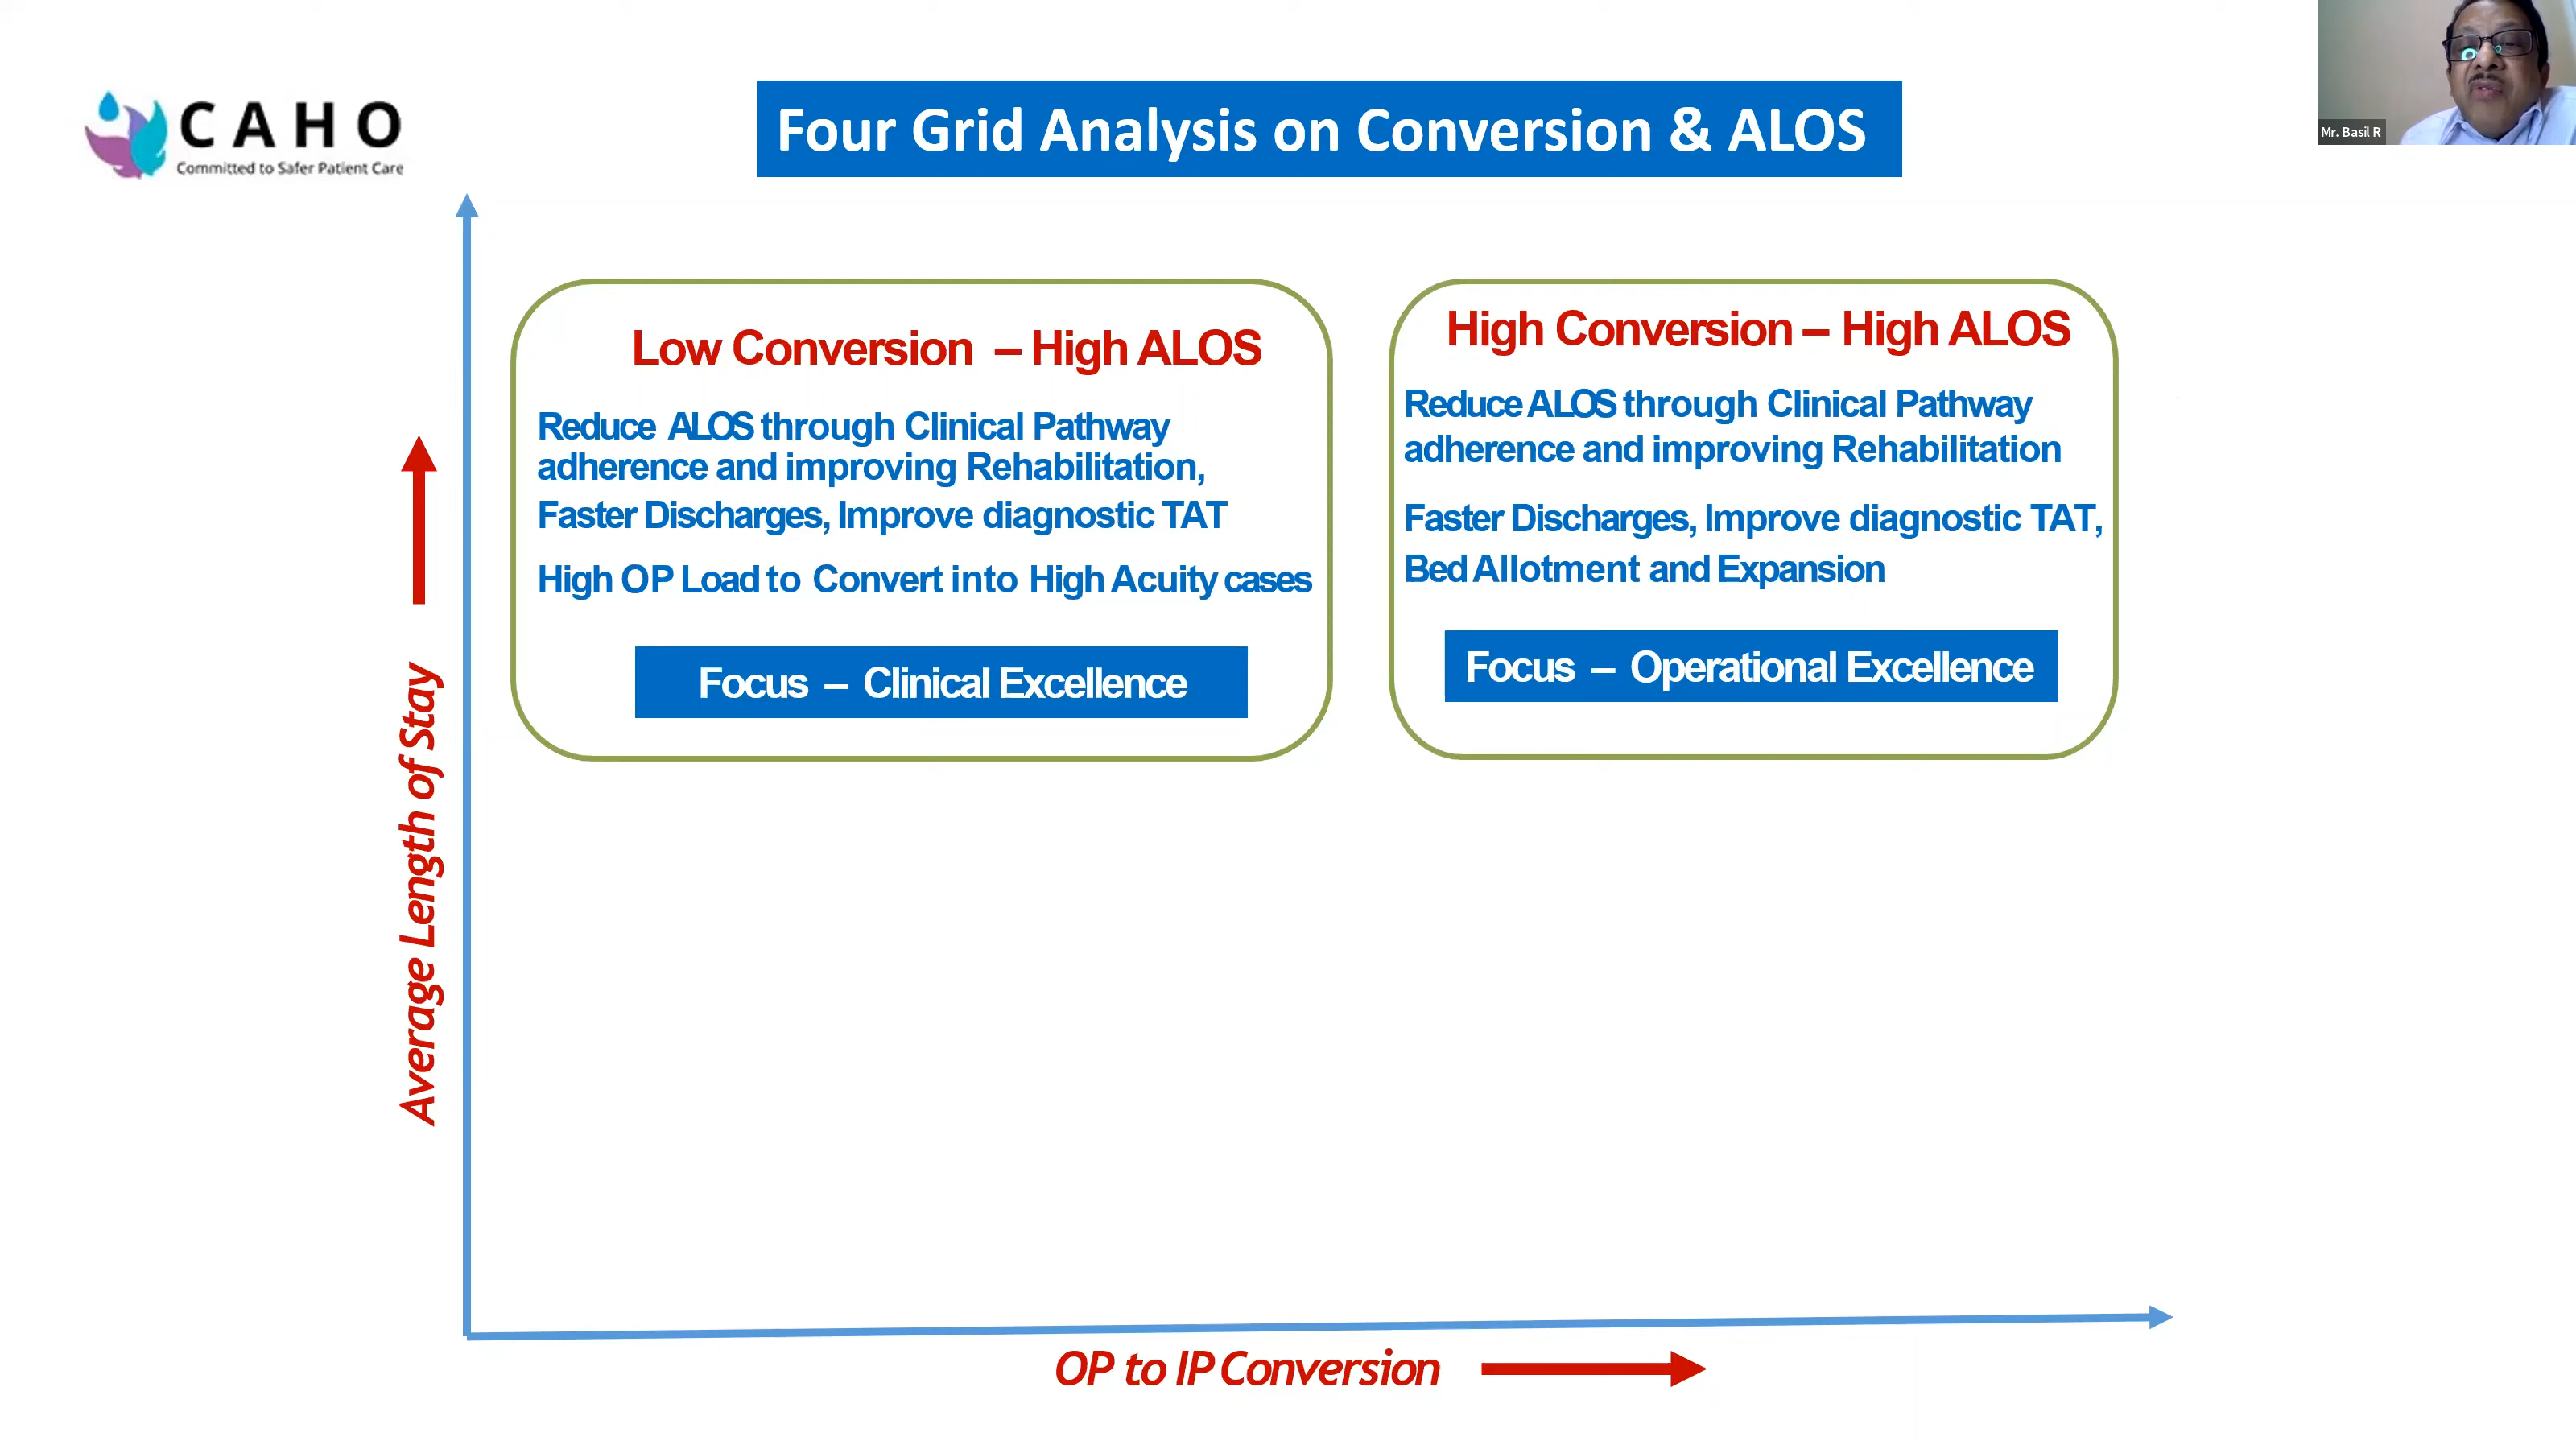 CAHO
Committed to Safer Patient Care
Four Grid Analysis on Conversion & ALOS
Mr. Basil R
Low Conversion – High ALOS
Reduce ALOS through Clinical Pathway
adherence and improving Rehabilitation,
Faster Discharges, Improve diagnostic TAT
High OP Load to Convert into High Acuity cases
Focus – Clinical Excellence
High Conversion – High ALOS
Reduce ALOS through Clinical Pathway
adherence and improving Rehabilitation
Faster Discharges, Improve diagnostic TAT,
Bed Allotment and Expansion
Focus – Operational Excellence
Average Length of Stay
OP to IP Conversion